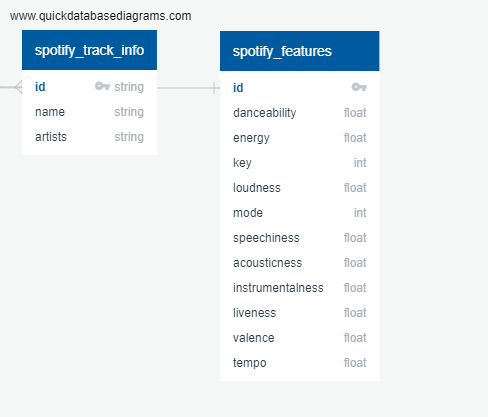 www.quickdatabasediagrams.com
spotify_track_info
id string
name string
artists string
spotify_features
id
danceability float
energy float
key int
loudness float
mode int
speechiness float
acousticness float
instrumentalness float
liveness float
valence float
tempo float